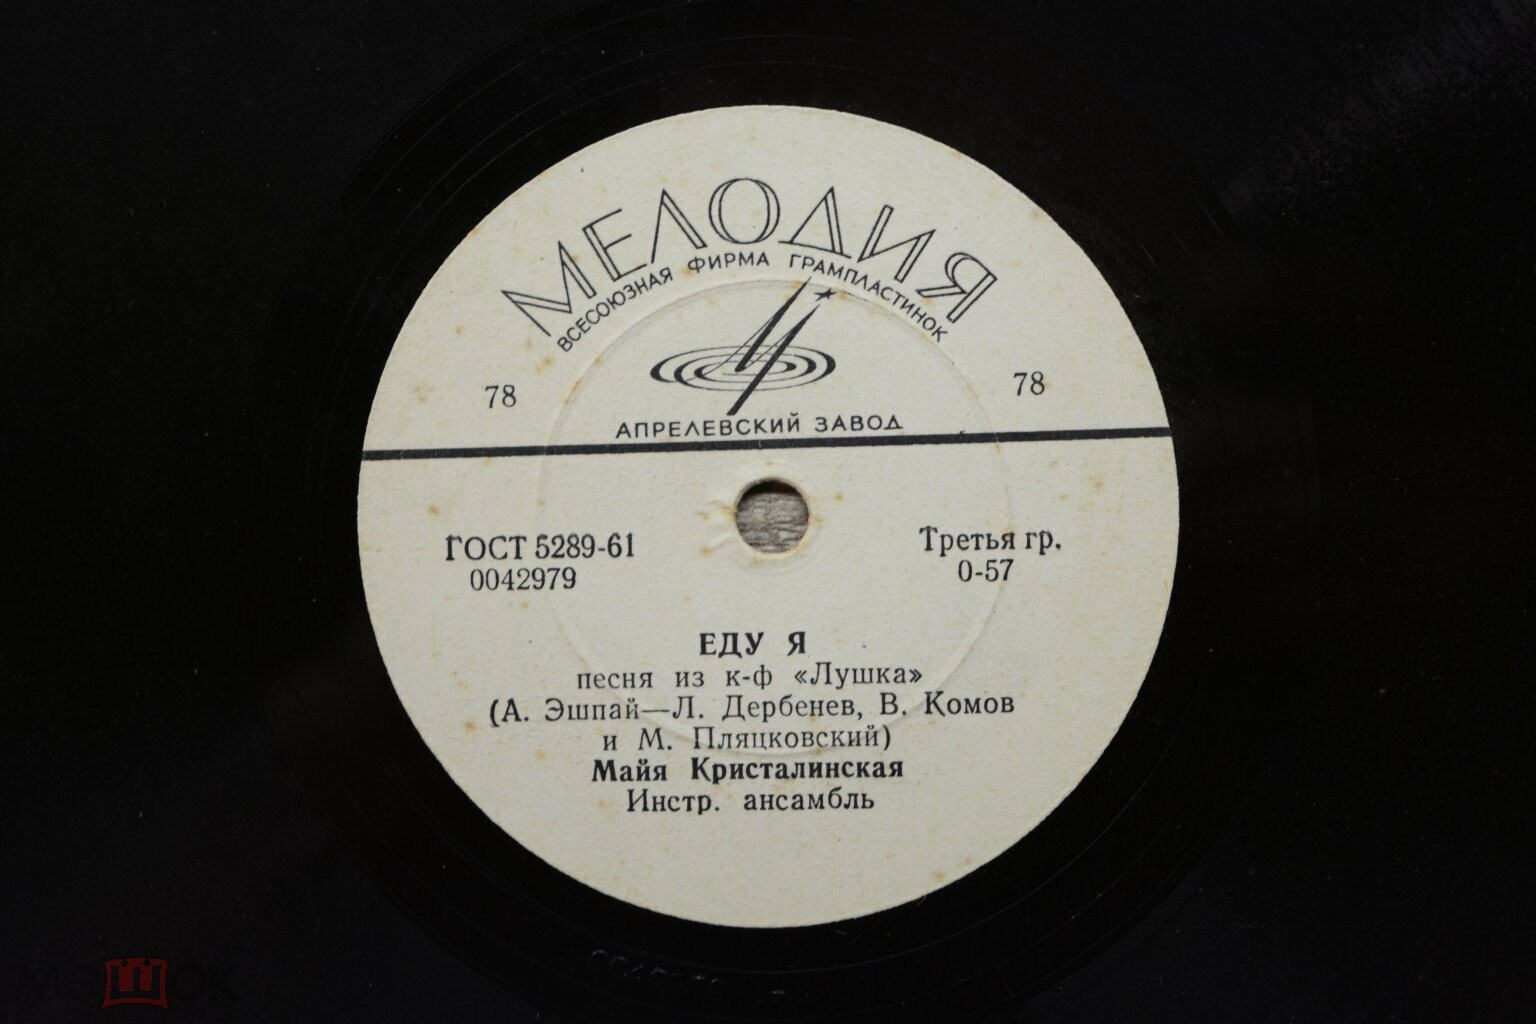 МЕЛОДИЯ
ВСЕСОЮЗНАЯ ФИРМА ГРАМПЛАСТИНОК
78
78
АПРЕЛЕВСКИЙ ЗАВОД
ГОСТ 5289-61
0042979
Третья гр.
0-57
ЕДУ Я
песня из к-ф «Лушка»
(А. Эшпай—Л. Дербенев, В. Комов
и М. Пляцковский)
Майя Кристалинская
Инстр. ансамбль
мешок